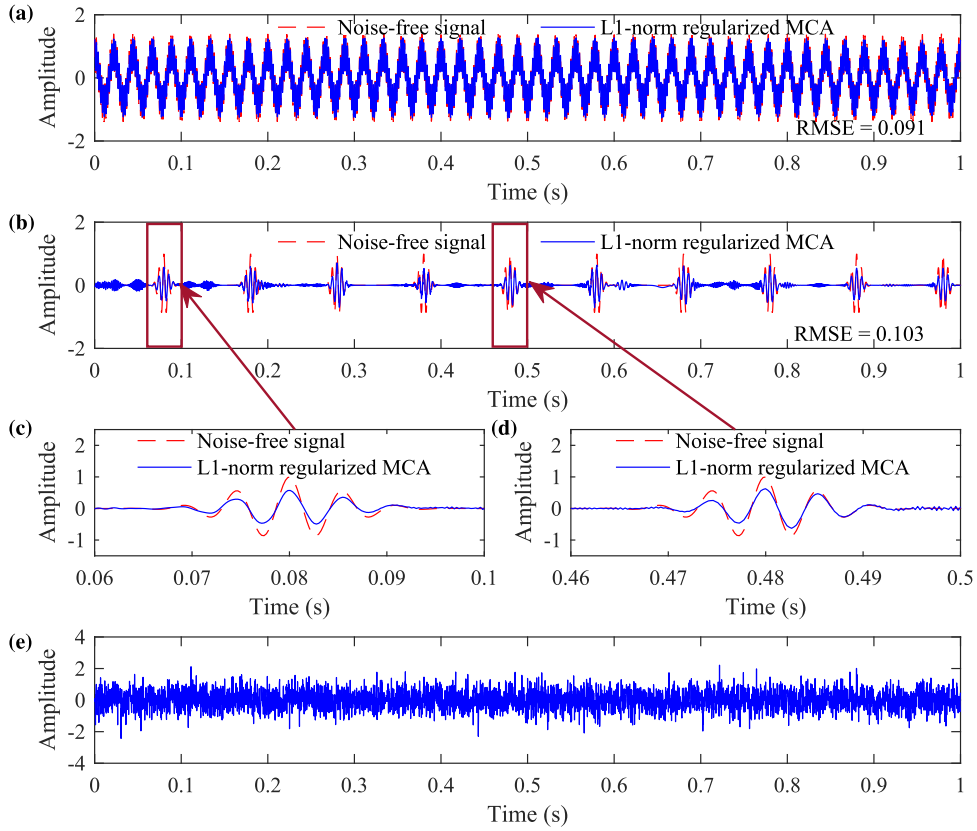 (a)
Noise-free signal
L1-norm regularized MCA
2
0
-2
Amplitude
RMSE = 0.091
0 0.1 0.2 0.3 0.4 0.5 0.6 0.7 0.8 0.9 1
Time (s)
(b)
Noise-free signal
L1-norm regularized MCA
2
0
-2
Amplitude
RMSE = 0.103
0 0.1 0.2 0.3 0.4 0.5 0.6 0.7 0.8 0.9 1
Time (s)
(c)
Noise-free signal
L1-norm regularized MCA
2
1
0
-1
Amplitude
0.06 0.07 0.08 0.09 0.1
Time (s)
(d)
Noise-free signal
L1-norm regularized MCA
2
1
0
-1
Amplitude
0.46 0.47 0.48 0.49 0.5
Time (s)
(e)
4
2
0
-2
-4
Amplitude
0 0.1 0.2 0.3 0.4 0.5 0.6 0.7 0.8 0.9 1
Time (s)